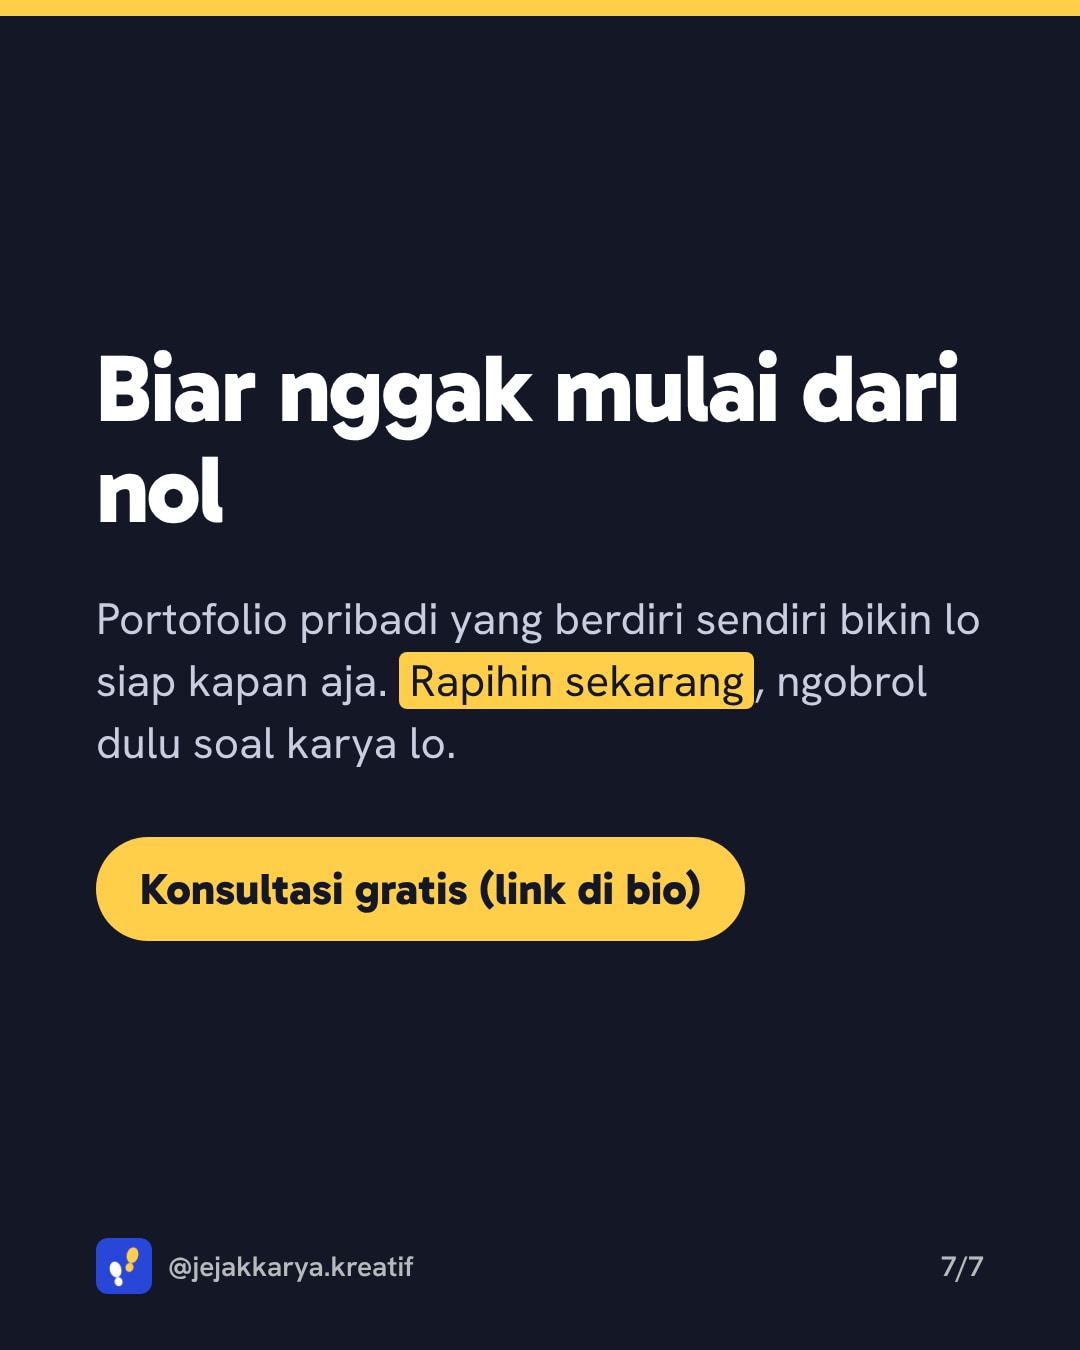 Biar nggak mulai dari
nol
Portofolio pribadi yang berdiri sendiri bikin lo
siap kapan aja. Rapihin sekarang, ngobrol
dulu soal karya lo.
Konsultasi gratis (link di bio)
@jejakkarya.kreatif
7/7